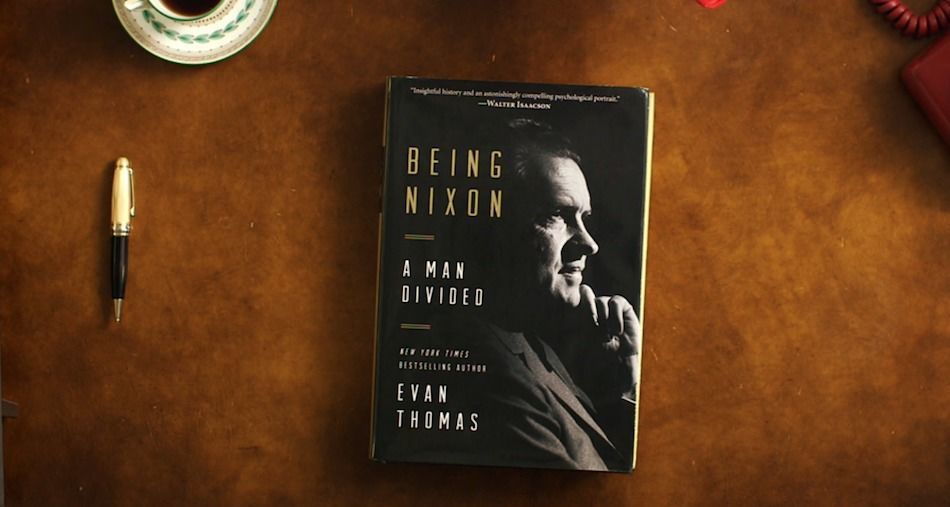 "Insightful history and an astonishingly compelling psychological portrait."
—WALTER ISAACSON
BEING
NIXON
A MAN
DIVIDED
NEW YORK TIMES
BESTSELLING AUTHOR
EVAN
THOMAS